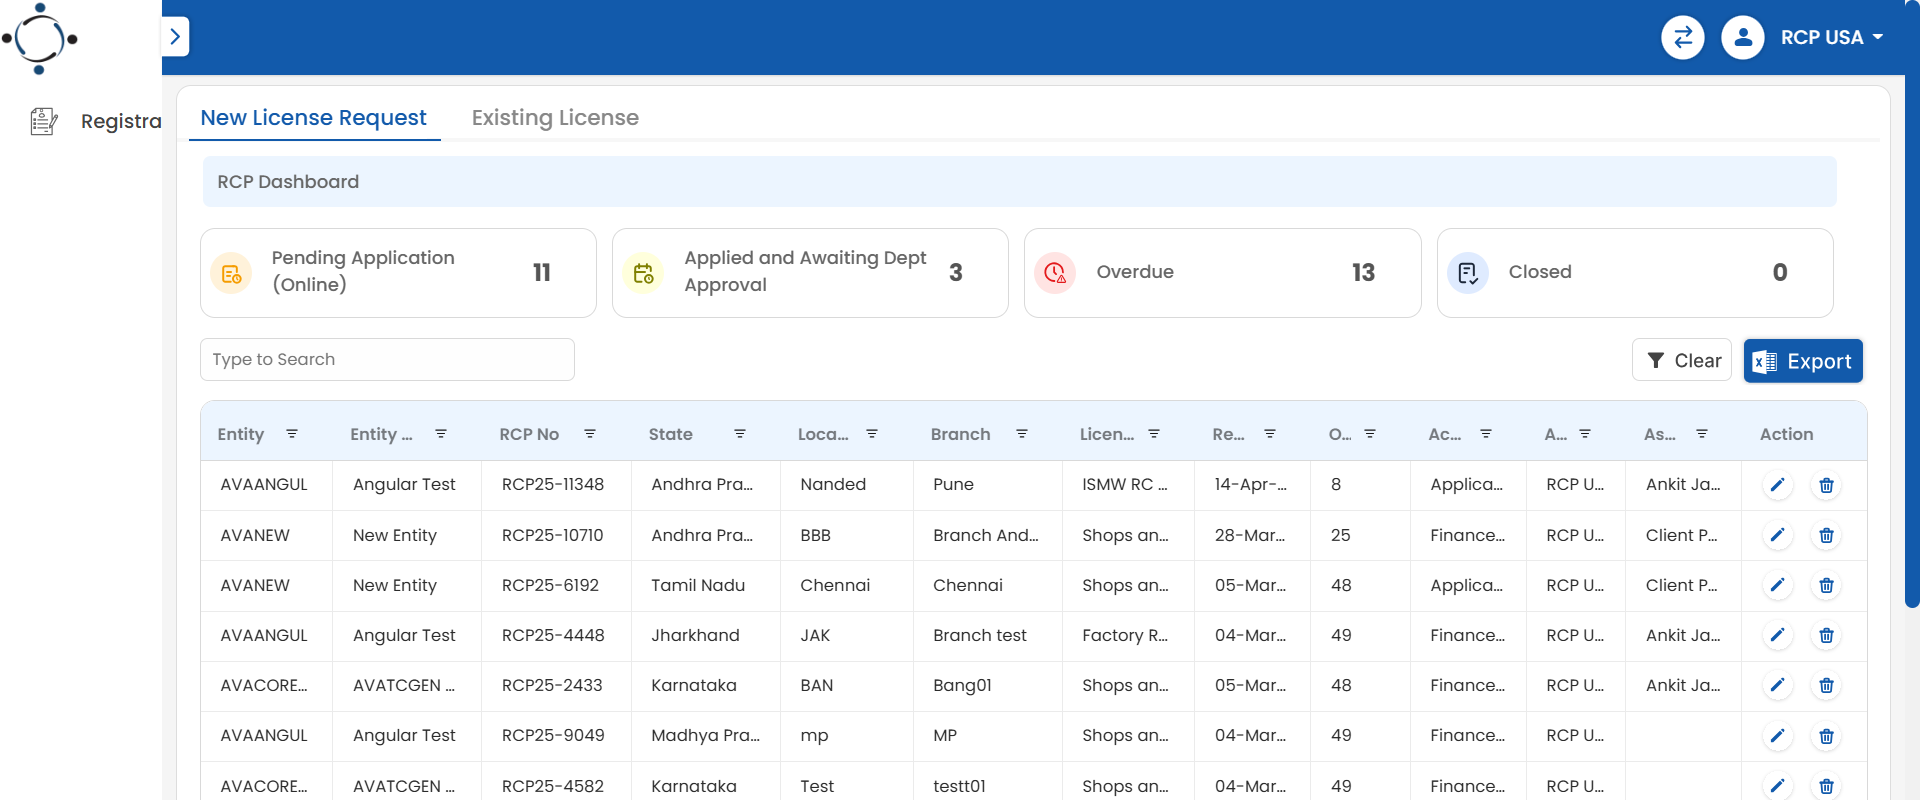 RCP USA
Registra
New License Request Existing License
RCP Dashboard
Pending Application
(Online)
11
Applied and Awaiting Dept
Approval
3
Overdue 13
Closed 0
Type to Search
Clear
Export
Entity Entity ... RCP No State Loca... Branch Licen... Re... O... Ac... A... As... Action
AVAANGUL Angular Test RCP25-11348 Andhra Pra... Nanded Pune ISMW RC ... 14-Apr-... 8 Applica... RCP U... Ankit Ja...
AVANEW New Entity RCP25-10710 Andhra Pra... BBB Branch And... Shops an... 28-Mar... 25 Finance... RCP U... Client P...
AVANEW New Entity RCP25-6192 Tamil Nadu Chennai Chennai Shops an... 05-Mar... 48 Applica... RCP U... Client P...
AVAANGUL Angular Test RCP25-4448 Jharkhand JAK Branch test Factory R... 04-Mar... 49 Finance... RCP U... Ankit Ja...
AVACORE... AVATCGEN ... RCP25-2433 Karnataka BAN Bang01 Shops an... 05-Mar... 48 Finance... RCP U... Ankit Ja...
AVAANGUL Angular Test RCP25-9049 Madhya Pra... mp MP Shops an... 04-Mar... 49 Finance... RCP U...
AVACORE... AVATCGEN ... RCP25-4582 Karnataka Test testt01 Shops an... 04-Mar... 49 Finance... RCP U...